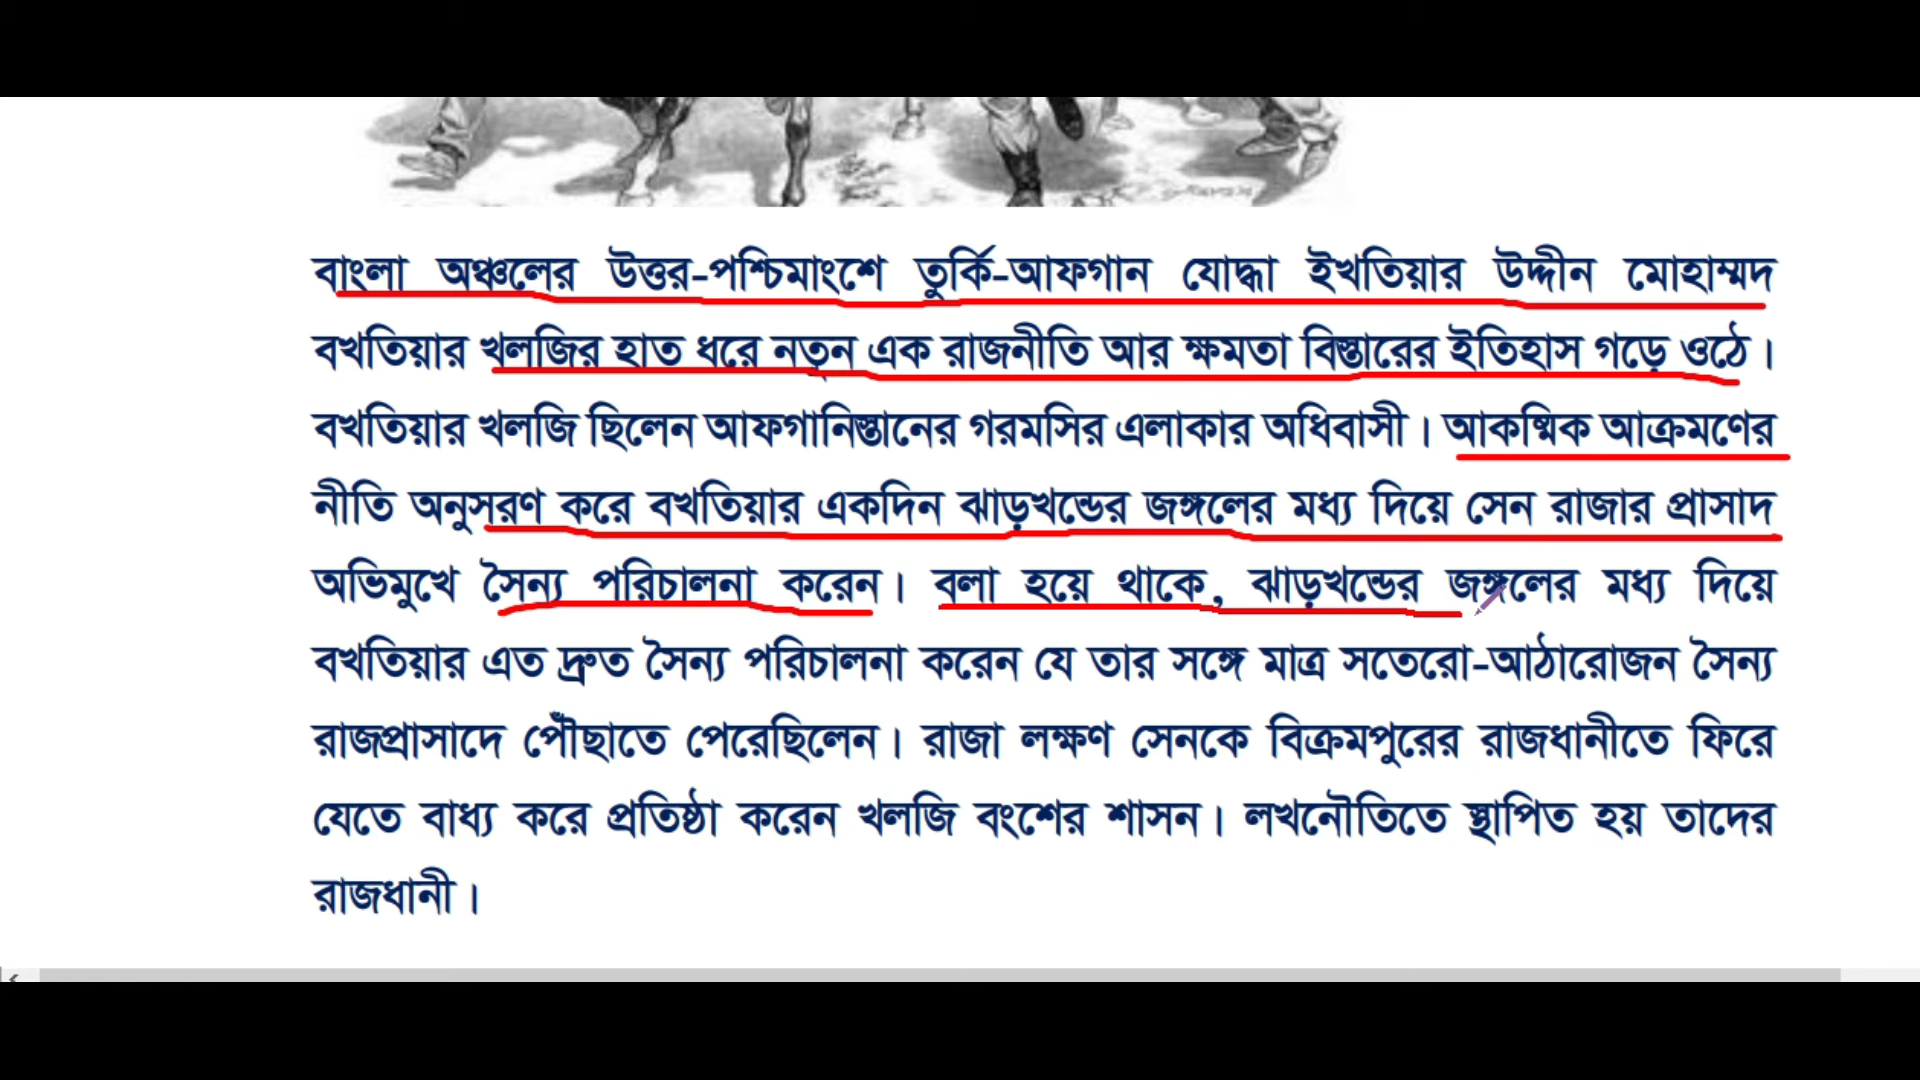 বাংলা অঞ্চলের উত্তর-পশ্চিমাংশে তুর্কি-আফগান যোদ্ধা ইখতিয়ার উদ্দীন মোহাম্মদ
বখতিয়ার খলজির হাত ধরে নতুন এক রাজনীতি আর ক্ষমতা বিস্তারের ইতিহাস গড়ে ওঠে।
বখতিয়ার খলজি ছিলেন আফগানিস্তানের গরমসির এলাকার অধিবাসী। আকষ্মিক আক্রমণের
নীতি অনুসরণ করে বখতিয়ার একদিন ঝাড়খন্ডের জঙ্গলের মধ্য দিয়ে সেন রাজার প্রাসাদ
অভিমুখে সৈন্য পরিচালনা করেন। বলা হয়ে থাকে, ঝাড়খন্ডের জঙ্গলের মধ্য দিয়ে
বখতিয়ার এত দ্রুত সৈন্য পরিচালনা করেন যে তার সঙ্গে মাত্র সতেরো-আঠারোজন সৈন্য
রাজপ্রাসাদে পৌঁছাতে পেরেছিলেন। রাজা লক্ষণ সেনকে বিক্রমপুরের রাজধানীতে ফিরে
যেতে বাধ্য করে প্রতিষ্ঠা করেন খলজি বংশের শাসন। লখনৌতিতে স্থাপিত হয় তাদের
রাজধানী।